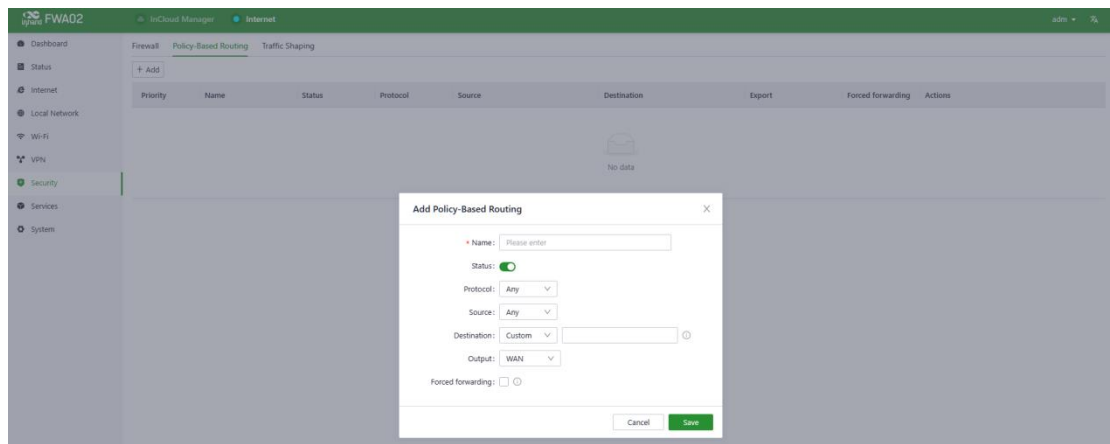 inhand FWA02
InCloud Manager Internet adm
Dashboard
Status
Internet
Local Network
Wi-Fi
VPN
Security
Services
System
Firewall Policy-Based Routing Traffic Shaping
+ Add
Priority Name Status Protocol Source Destination Export Forced forwarding Actions
No data
Add Policy-Based Routing
* Name: Please enter
Status:
Protocol: Any
Source: Any
Destination: Custom
Output: WAN
Forced forwarding:
Cancel Save